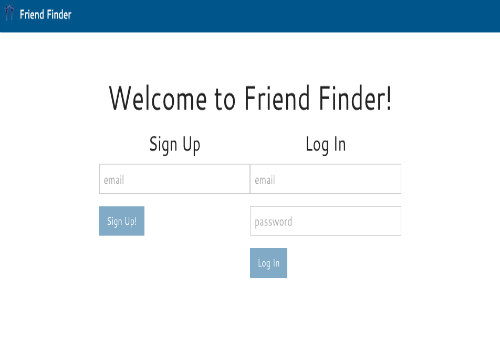 Friend Finder
Welcome to Friend Finder!
Sign Up
Log In
email
email
Sign Up!
password
Log In